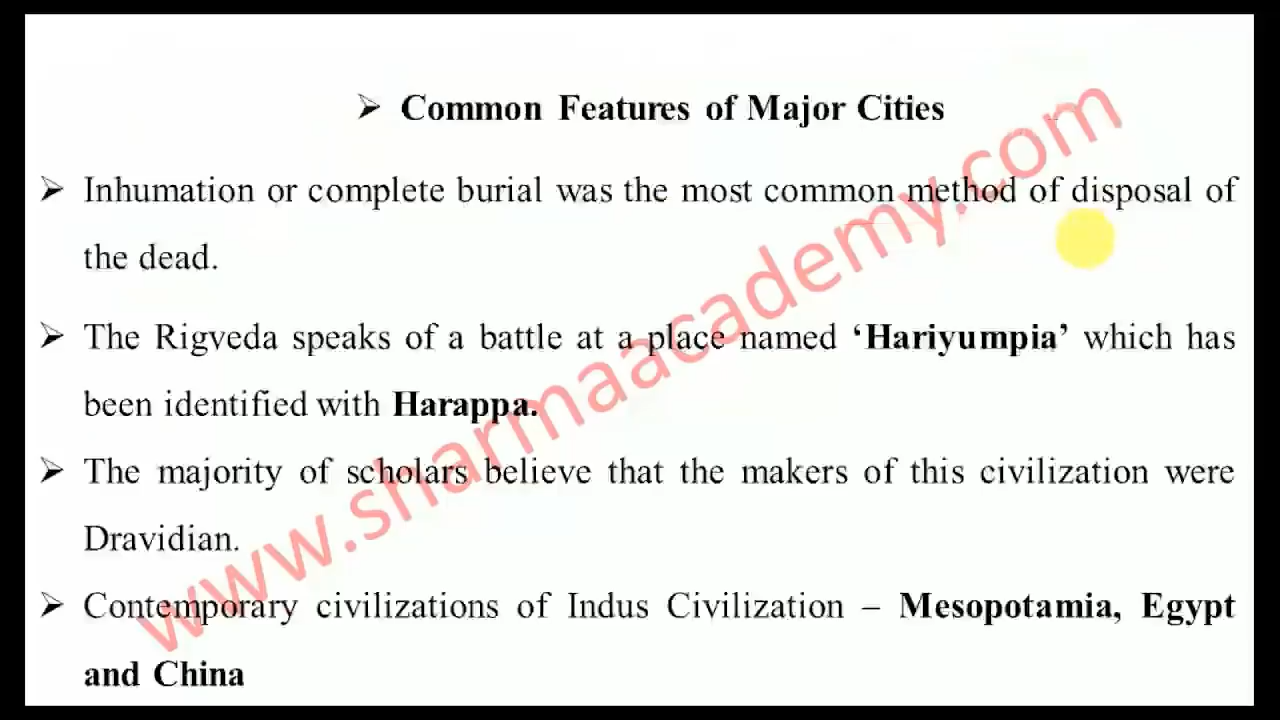 ➢ Common Features of Major Cities
➢ Inhumation or complete burial was the most common method of disposal of
the dead.
➢ The Rigveda speaks of a battle at a place named ‘Hariyumpia’ which has
been identified with Harappa.
➢ The majority of scholars believe that the makers of this civilization were
Dravidian.
➢ Contemporary civilizations of Indus Civilization – Mesopotamia, Egypt
and China
www.sharmaacademy.com